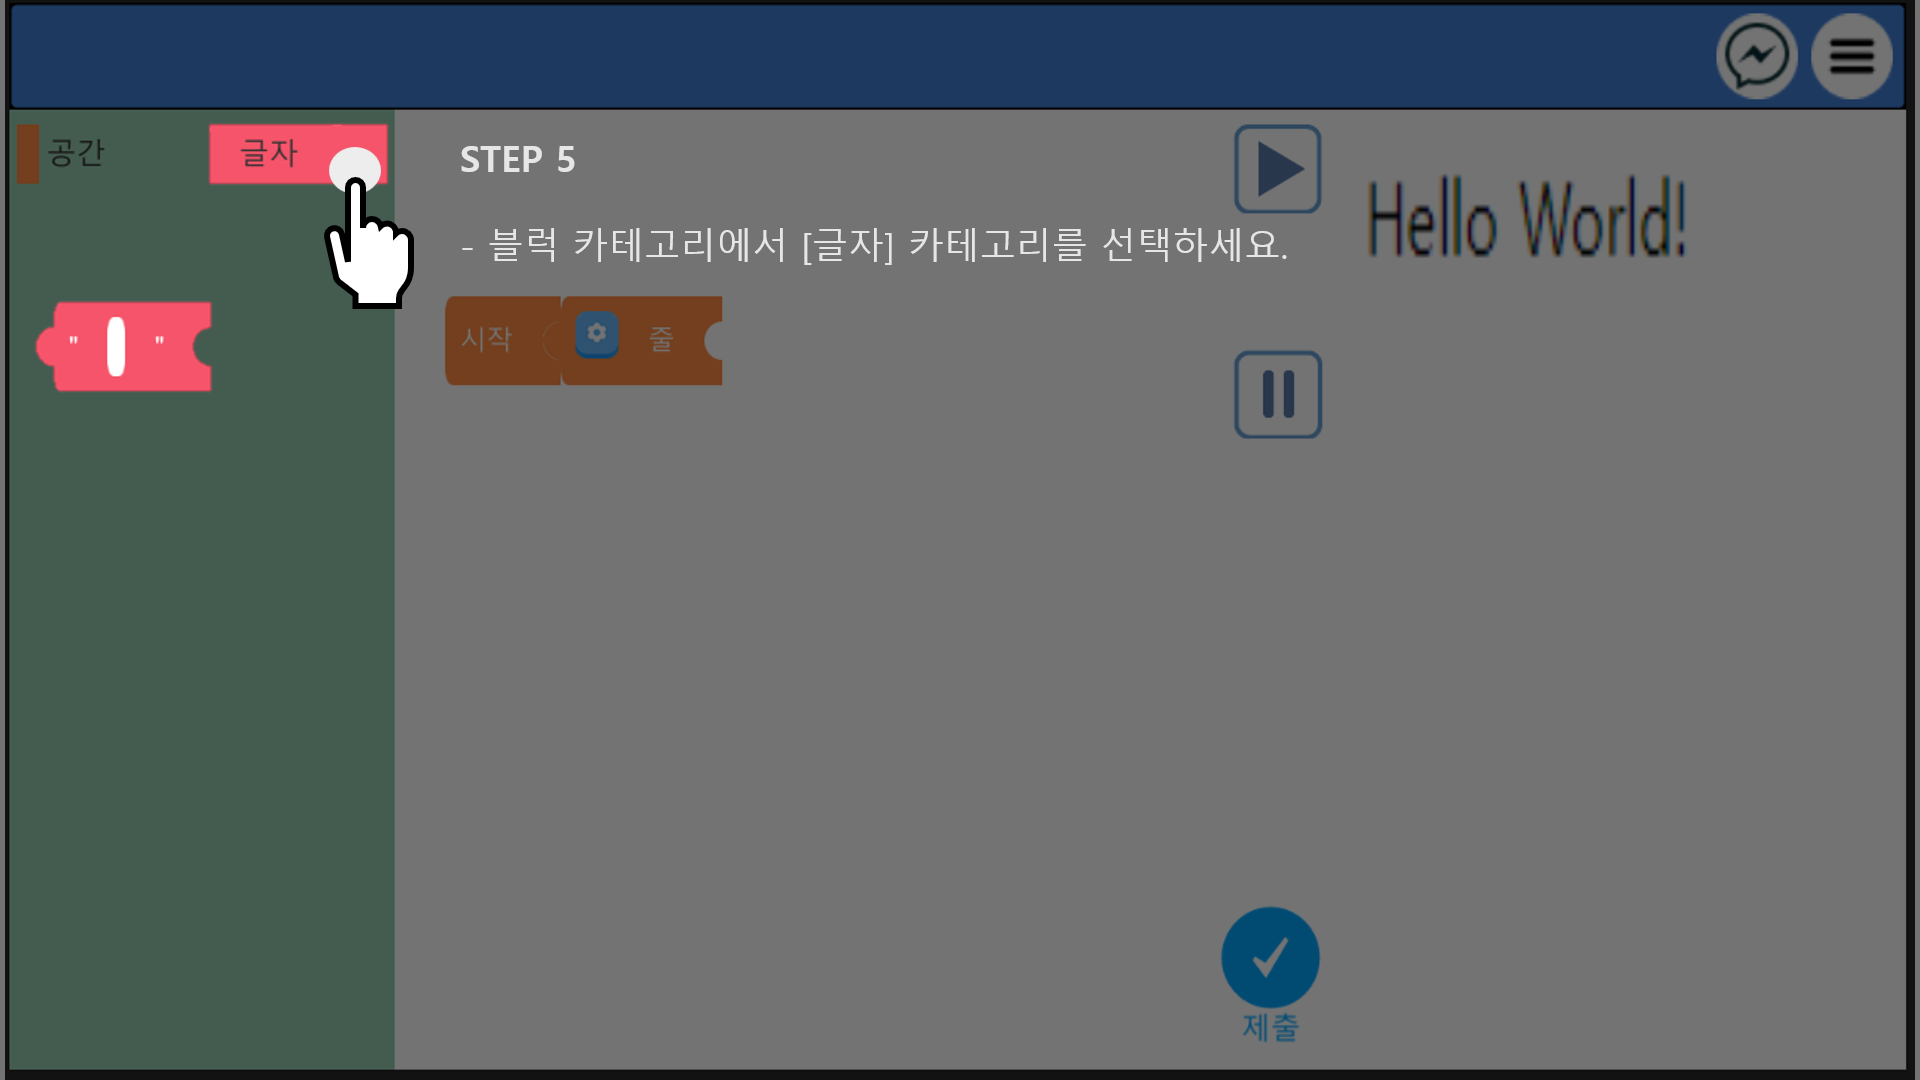 공간
글자
STEP 5
- 블럭 카테고리에서 [글자] 카테고리를 선택하세요.
Hello World!
" "
시작
줄
제출